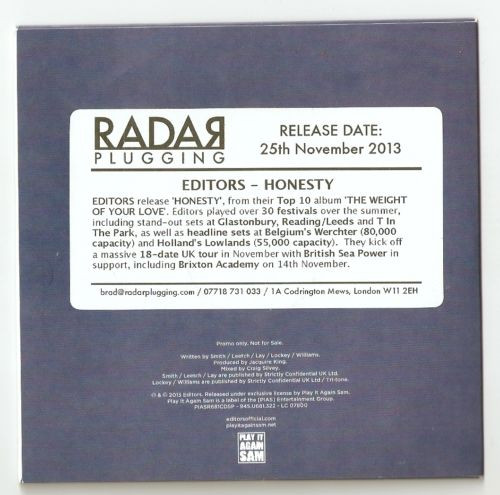 RADAR
PLUGGING
RELEASE DATE:
25th November 2013
EDITORS – HONESTY
EDITORS release 'HONESTY', from their Top 10 album 'THE WEIGHT
OF YOUR LOVE'. Editors played over 30 festivals over the summer,
including stand-out sets at Glastonbury, Reading/Leeds and T In
The Park, as well as headline sets at Belgium's Werchter (80,000
capacity) and Holland's Lowlands (55,000 capacity). They kick off
a massive 18-date UK tour in November with British Sea Power in
support, including Brixton Academy on 14th November.
brad@radarplugging.com / 07718 731 033 / 1A Codrington Mews, London W11 2EH
Promo only. Not for Sale.
Written by Smith / Leetch / Lay / Lockey / Williams.
Produced by Jacquire King.
Mixed by Craig Silvey.
Smith / Leetch / Lay are published by Strictly Confidential UK Ltd.
Lockey / Williams are published by Strictly Confidential UK Ltd / Tri-tone.
℗ & © 2013 Editors. Under exclusive license to Play It Again Sam.
Play It Again Sam is a label of the [PIAS] Entertainment Group.
PIASR681CDSP - 945.U681.322 - LC 07800
editorsofficial.com
playitagainsam.net
PLAY IT
AGAIN
SAM